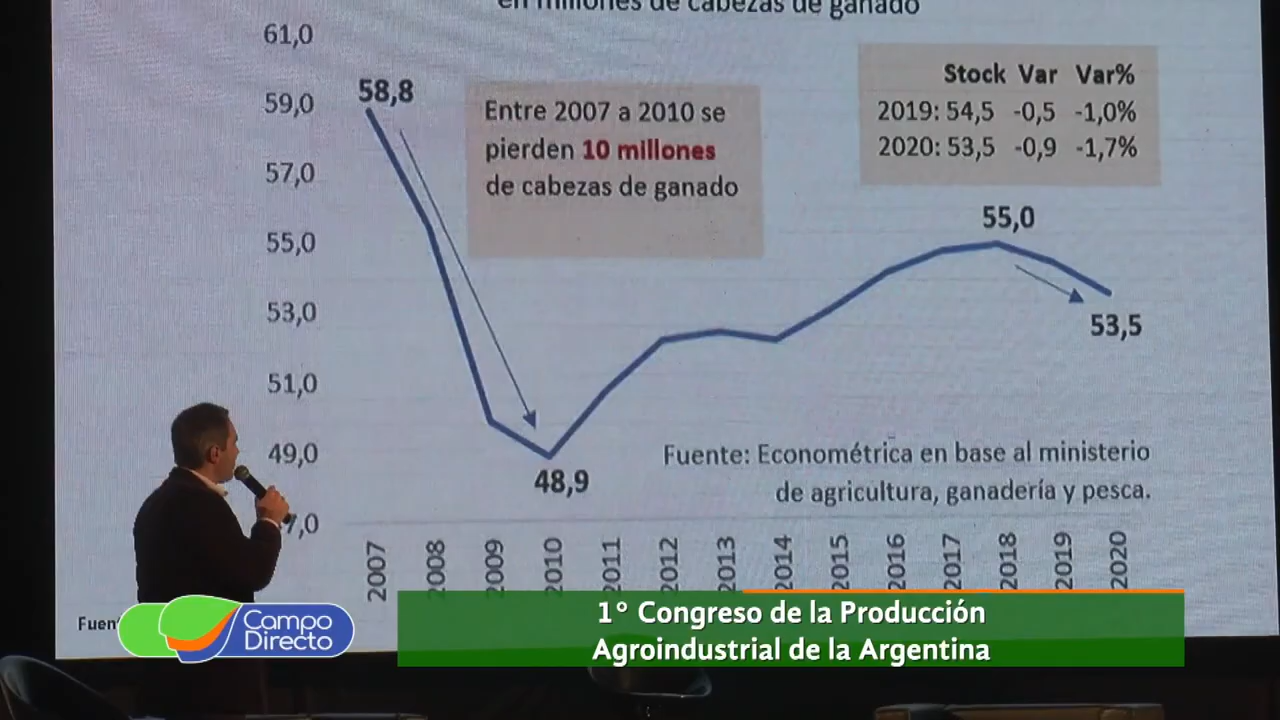 en millones de cabezas de ganado
61,0
58,8
59,0
57,0
55,0
53,0
51,0
49,0
7,0
Entre 2007 a 2010 se
pierden 10 millones
de cabezas de ganado
Stock Var Var%
2019: 54,5 -0,5 -1,0%
2020: 53,5 -0,9 -1,7%
55,0
53,5
48,9
Fuente: Econométrica en base al ministerio
de agricultura, ganadería y pesca.
2007 2008 2009 2010 2011 2012 2013 2014 2015 2016 2017 2018 2019 2020
Campo
Directo
1° Congreso de la Producción
Agroindustrial de la Argentina